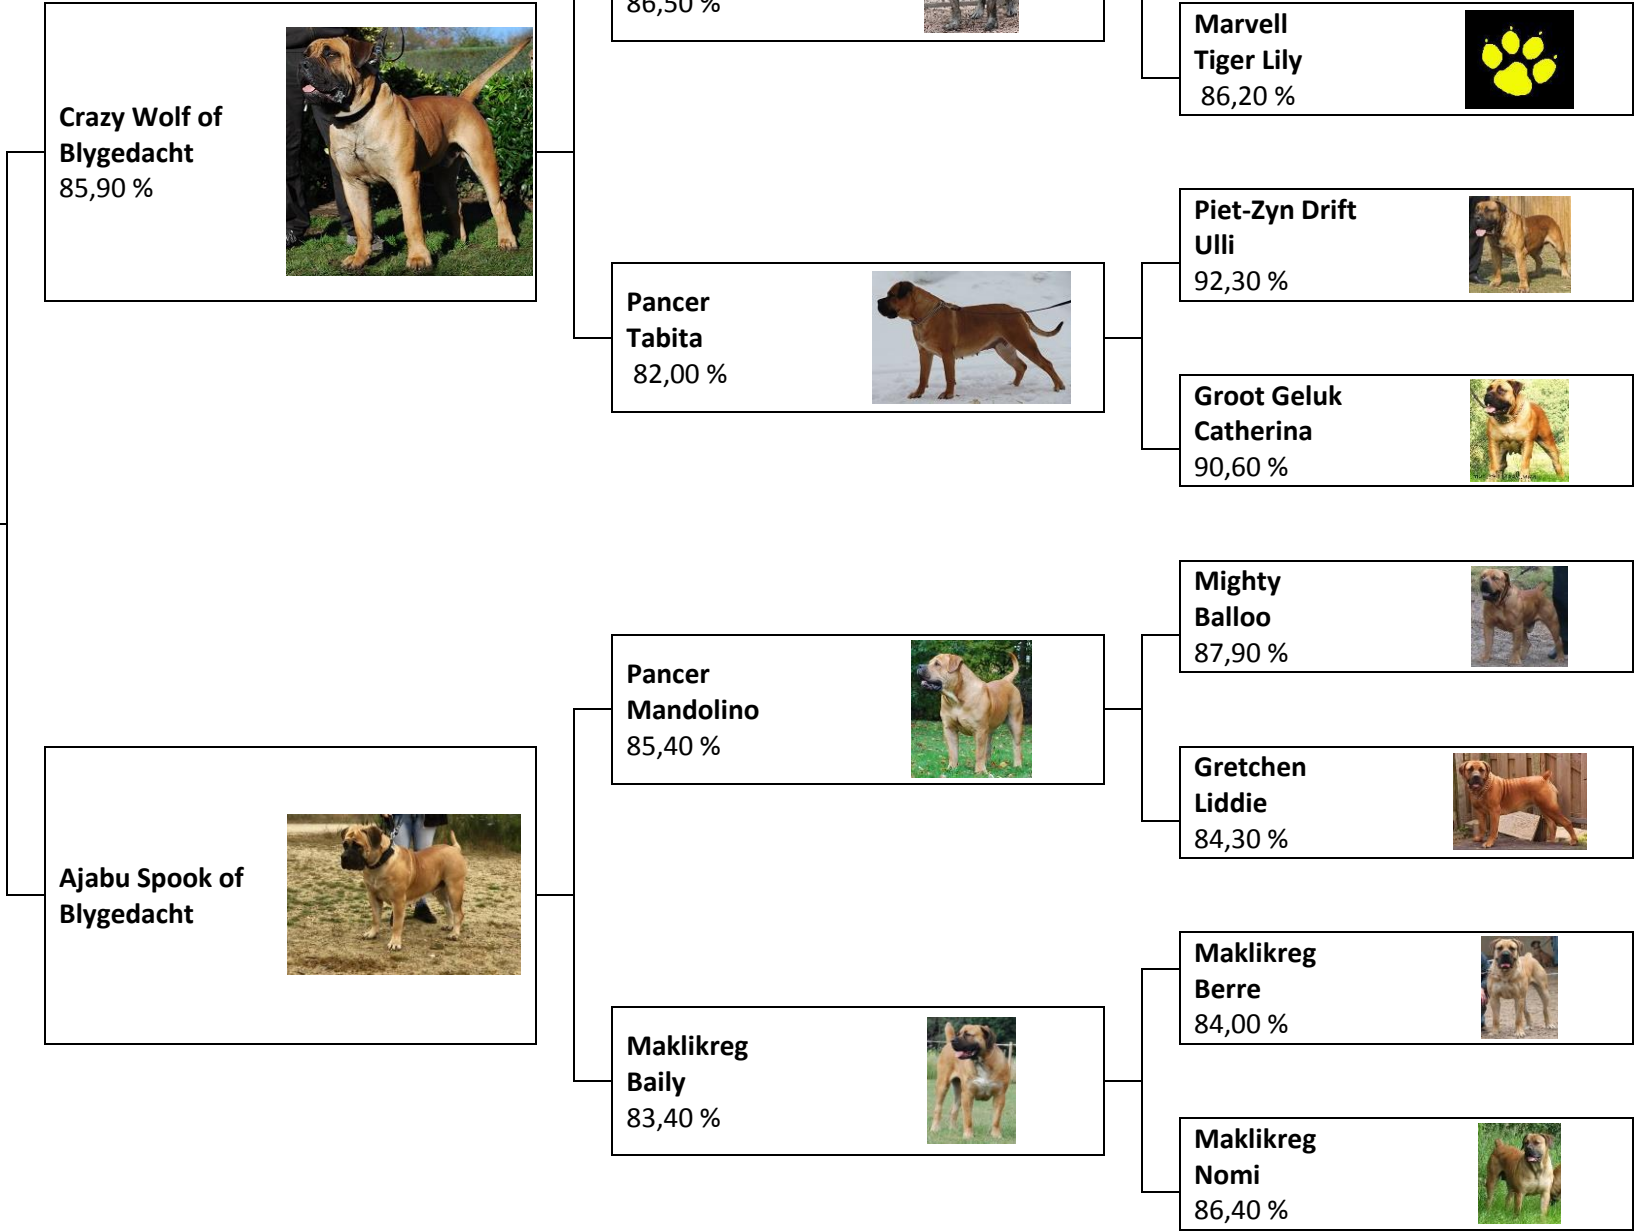 86,50 %
Marvell
Tiger Lily
86,20 %
Crazy Wolf of
Blygedacht
85,90 %
Piet-Zyn Drift
Ulli
92,30 %
Pancer
Tabita
82,00 %
Groot Geluk
Catherina
90,60 %
Mighty
Balloo
87,90 %
Pancer
Mandolino
85,40 %
Gretchen
Liddie
84,30 %
Ajabu Spook of
Blygedacht
Maklikreg
Berre
84,00 %
Maklikreg
Baily
83,40 %
Maklikreg
Nomi
86,40 %